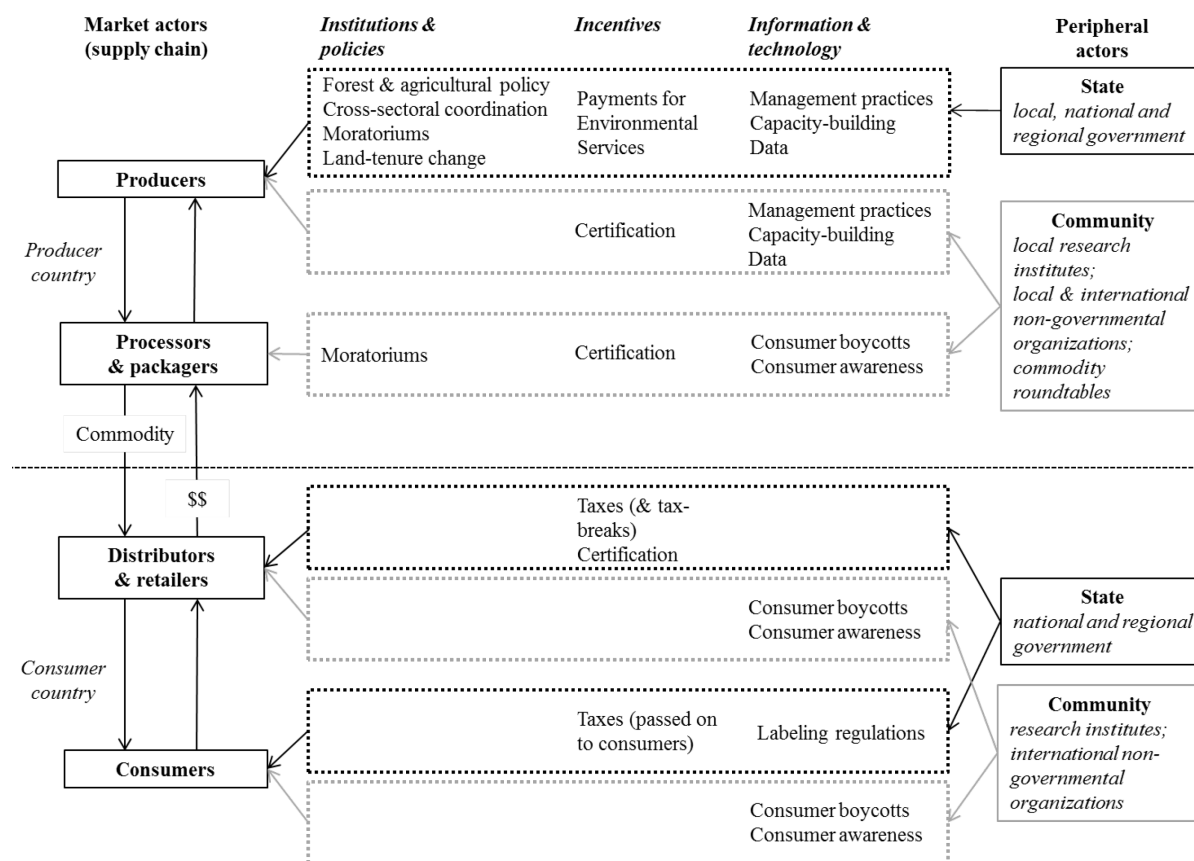 Market actors
(supply chain)
Institutions &
policies
Incentives
Information &
technology
Peripheral
actors
Forest & agricultural policy
Cross-sectoral coordination
Moratoriums
Land-tenure change
Payments for
Environmental
Services
Management practices
Capacity-building
Data
State
local, national and
regional government
Producers
Certification
Management practices
Capacity-building
Data
Community
local research
institutes;
local & international
non-governmental
organizations;
commodity
roundtables
Producer
country
Processors
& packagers
Moratoriums
Certification
Consumer boycotts
Consumer awareness
Commodity
$$
Taxes (& tax-
breaks)
Certification
Distributors
& retailers
Consumer boycotts
Consumer awareness
State
national and regional
government
Consumer
country
Taxes (passed on
to consumers)
Labeling regulations
Community
research institutes;
international non-
governmental
organizations
Consumers
Consumer boycotts
Consumer awareness